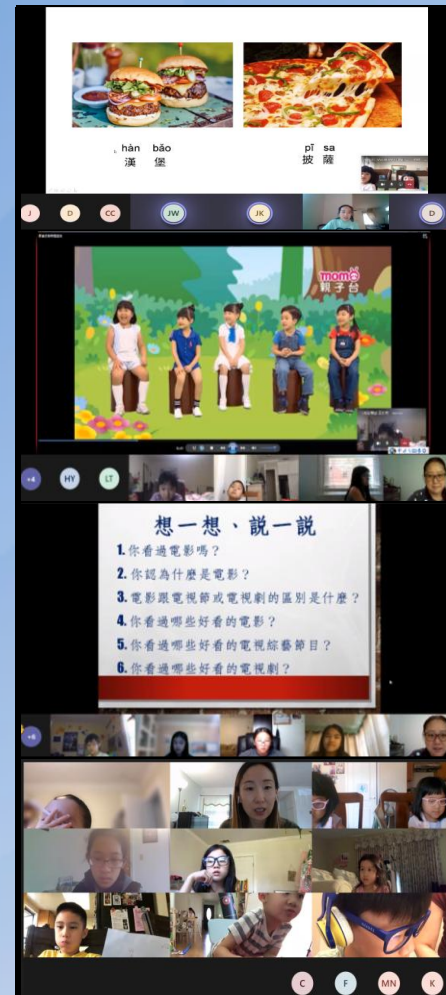 hàn bǎo
漢 堡
pī sa
披 薩
J
D
CC
JW
JK
D
momo
親子台
+4
HY
LT
想一想、説一説
1. 你看過電影嗎？
2. 你認為什麼是電影？
3. 電影跟電視節或電視劇的區別是什麼？
4. 你看過哪些好看的電影？
5. 你看過哪些好看的電視綜藝節目？
6. 你看過哪些好看的電視劇？
+6
C
F
MN
K